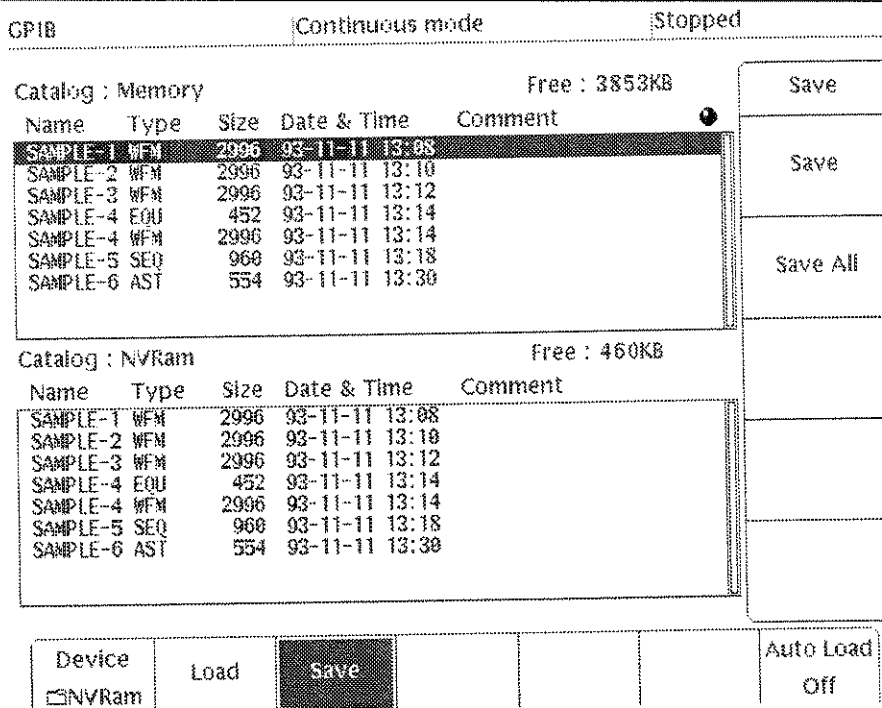 GPIB Continuous mode Stopped
Catalog : Memory Free : 3853KB
Name Type Size Date & Time Comment
SAMPLE-1 WFM 2996 93-11-11 13:08
SAMPLE-2 WFM 2996 93-11-11 13:10
SAMPLE-3 WFM 2996 93-11-11 13:12
SAMPLE-4 EQU 452 93-11-11 13:14
SAMPLE-4 WFM 2996 93-11-11 13:14
SAMPLE-5 SEQ 960 93-11-11 13:18
SAMPLE-6 AST 554 93-11-11 13:30
Catalog : NVRam Free : 460KB
Name Type Size Date & Time Comment
SAMPLE-1 WFM 2996 93-11-11 13:08
SAMPLE-2 WFM 2996 93-11-11 13:10
SAMPLE-3 WFM 2996 93-11-11 13:12
SAMPLE-4 EQU 452 93-11-11 13:14
SAMPLE-4 WFM 2996 93-11-11 13:14
SAMPLE-5 SEQ 960 93-11-11 13:18
SAMPLE-6 AST 554 93-11-11 13:30
Save
Save
Save All
Device
NVRam
Load
Save
Auto Load
Off